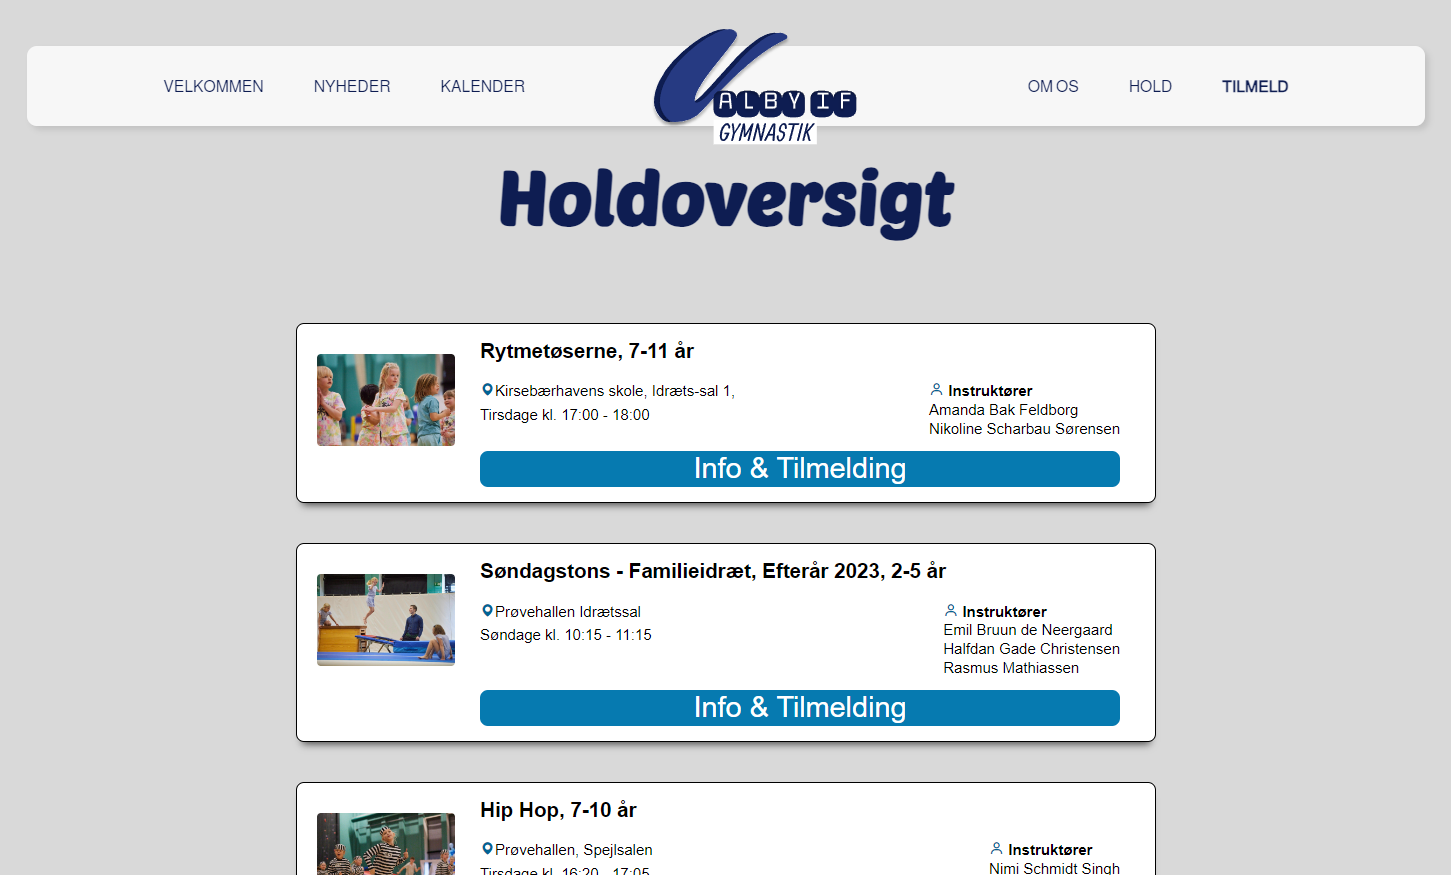 VELKOMMEN NYHEDER KALENDER
ALBY IF
GYMNASTIK
OM OS HOLD TILMELD
Holdoversigt
Rytmetøserne, 7-11 år
Kirsebærhavens skole, Idræts-sal 1,
Tirsdage kl. 17:00 - 18:00
Instruktører
Amanda Bak Feldborg
Nikoline Scharbau Sørensen
Info & Tilmelding
Søndagstons - Familieidræt, Efterår 2023, 2-5 år
Prøvehallen Idrætssal
Søndage kl. 10:15 - 11:15
Instruktører
Emil Bruun de Neergaard
Halfdan Gade Christensen
Rasmus Mathiassen
Info & Tilmelding
Hip Hop, 7-10 år
Prøvehallen, Spejlsalen
Tirsdage kl. 16:20 - 17:05
Instruktører
Nimi Schmidt Singh